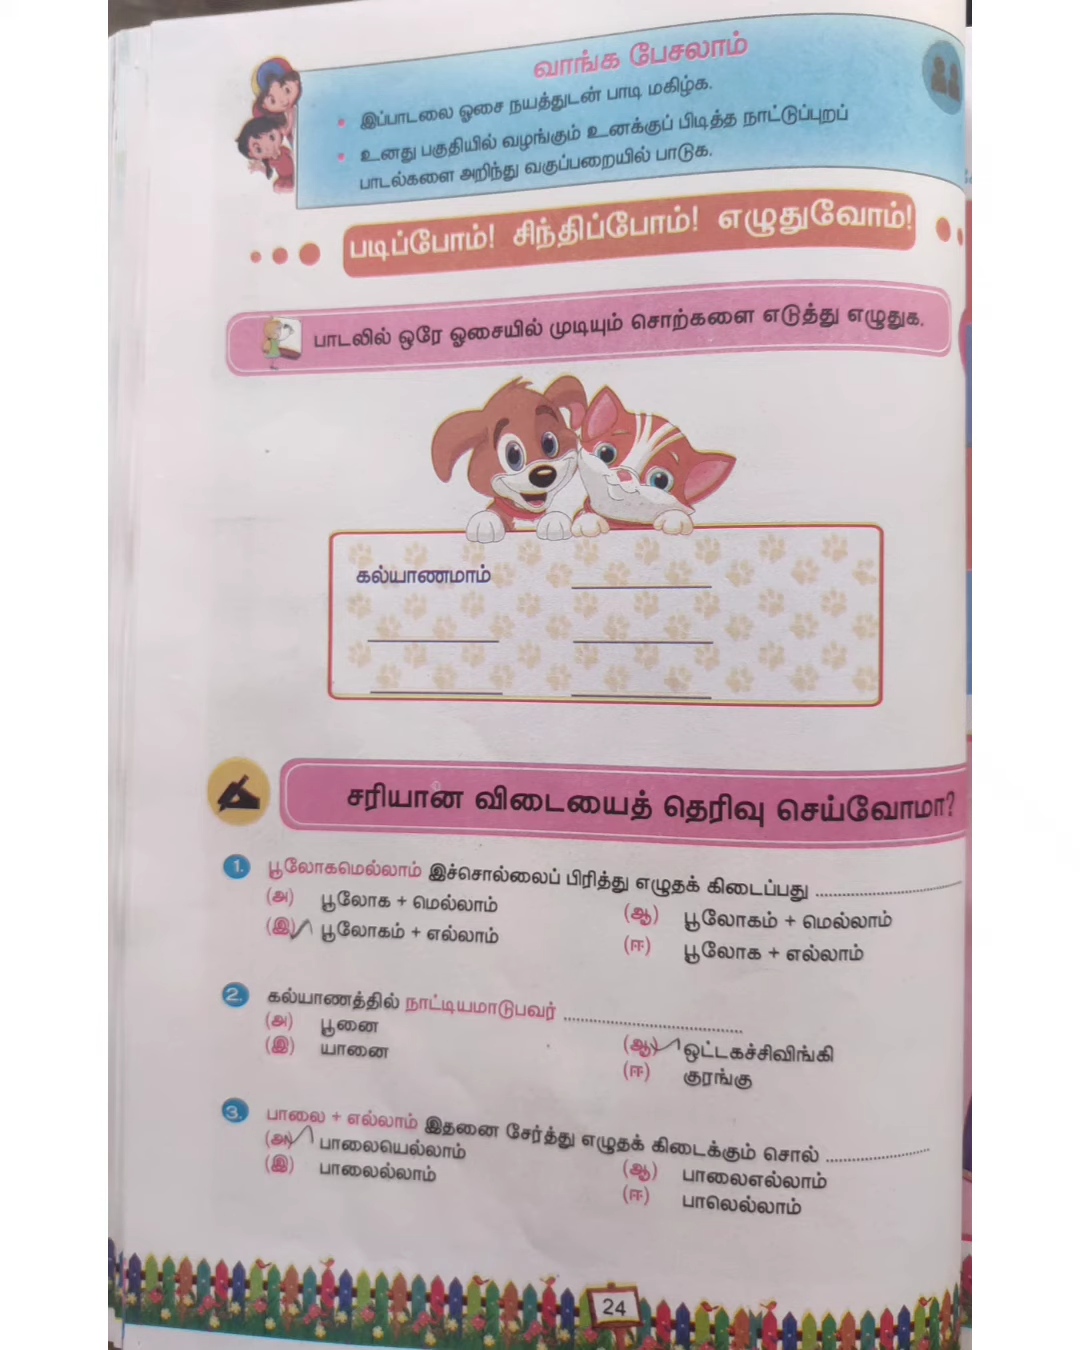 வாங்க பேசலாம்
• இப்பாடலை ஓசை நயத்துடன் பாடி மகிழ்க.
• உனது பகுதியில் வழங்கும் உனக்குப் பிடித்த நாட்டுப்புறப்
பாடல்களை அறிந்து வகுப்பறையில் பாடுக.
படிப்போம்! சிந்திப்போம்! எழுதுவோம்!
பாடலில் ஒரே ஓசையில் முடியும் சொற்களை எடுத்து எழுதுக.
கல்யாணமாம்
சரியான விடையைத் தெரிவு செய்வோமா?
1. பூலோகமெல்லாம் இச்சொல்லைப் பிரித்து எழுதக் கிடைப்பது ........................
(அ) பூலோக + மெல்லாம் (ஆ) பூலோகம் + மெல்லாம்
(இ) பூலோகம் + எல்லாம் (ஈ) பூலோக + எல்லாம்
2. கல்யாணத்தில் நாட்டியமாடுபவர் ........................
(அ) பூனை (ஆ) ஒட்டகச்சிவிங்கி
(இ) யானை (ஈ) குரங்கு
3. பாலை + எல்லாம் இதனை சேர்த்து எழுதக் கிடைக்கும் சொல் ........................
(அ) பாலையெல்லாம் (ஆ) பாலைஎல்லாம்
(இ) பாலைல்லாம் (ஈ) பாலெல்லாம்
24